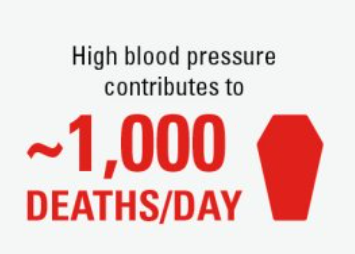 High blood pressure
contributes to
~1,000
DEATHS/DAY